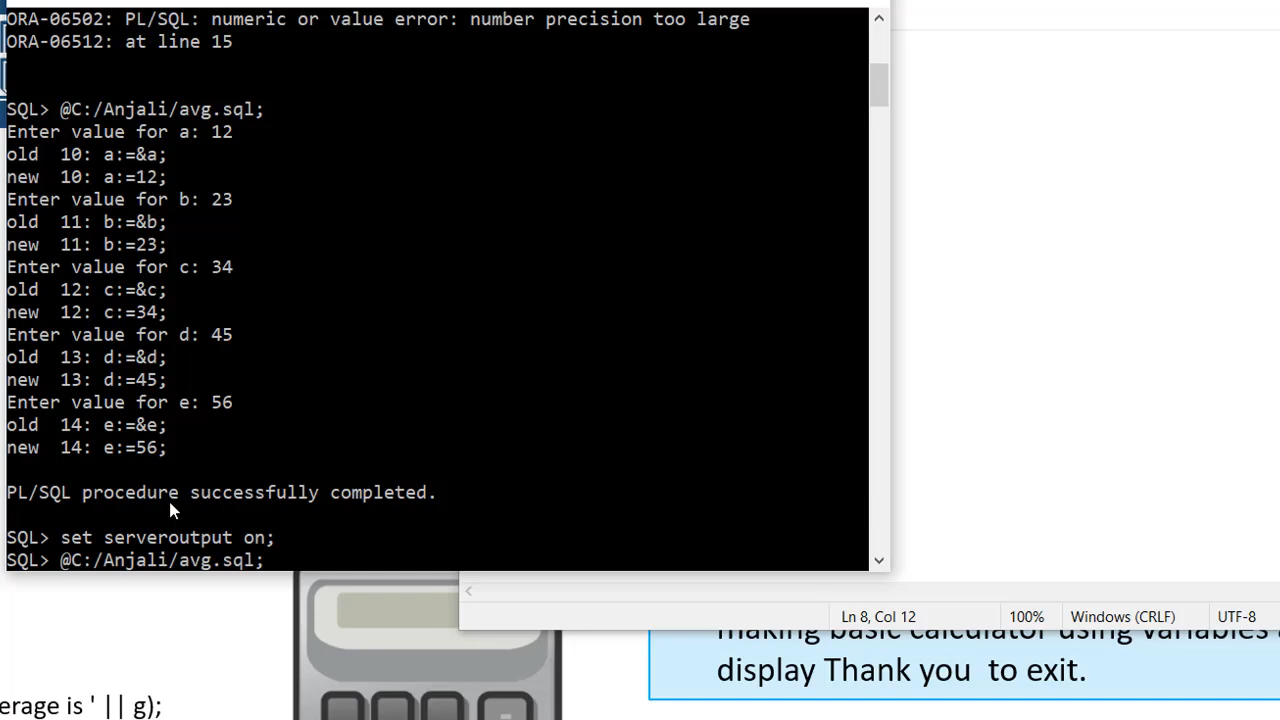 ORA-06502: PL/SQL: numeric or value error: number precision too large
ORA-06512: at line 15
SQL> @C:/Anjali/avg.sql;
Enter value for a: 12
old  10: a:=&a;
new  10: a:=12;
Enter value for b: 23
old  11: b:=&b;
new  11: b:=23;
Enter value for c: 34
old  12: c:=&c;
new  12: c:=34;
Enter value for d: 45
old  13: d:=&d;
new  13: d:=45;
Enter value for e: 56
old  14: e:=&e;
new  14: e:=56;
PL/SQL procedure successfully completed.
SQL> set serveroutput on;
SQL> @C:/Anjali/avg.sql;
Ln 8, Col 12 100% Windows (CRLF) UTF-8
making basic calculator using variables
display Thank you to exit.
erage is ' || g);